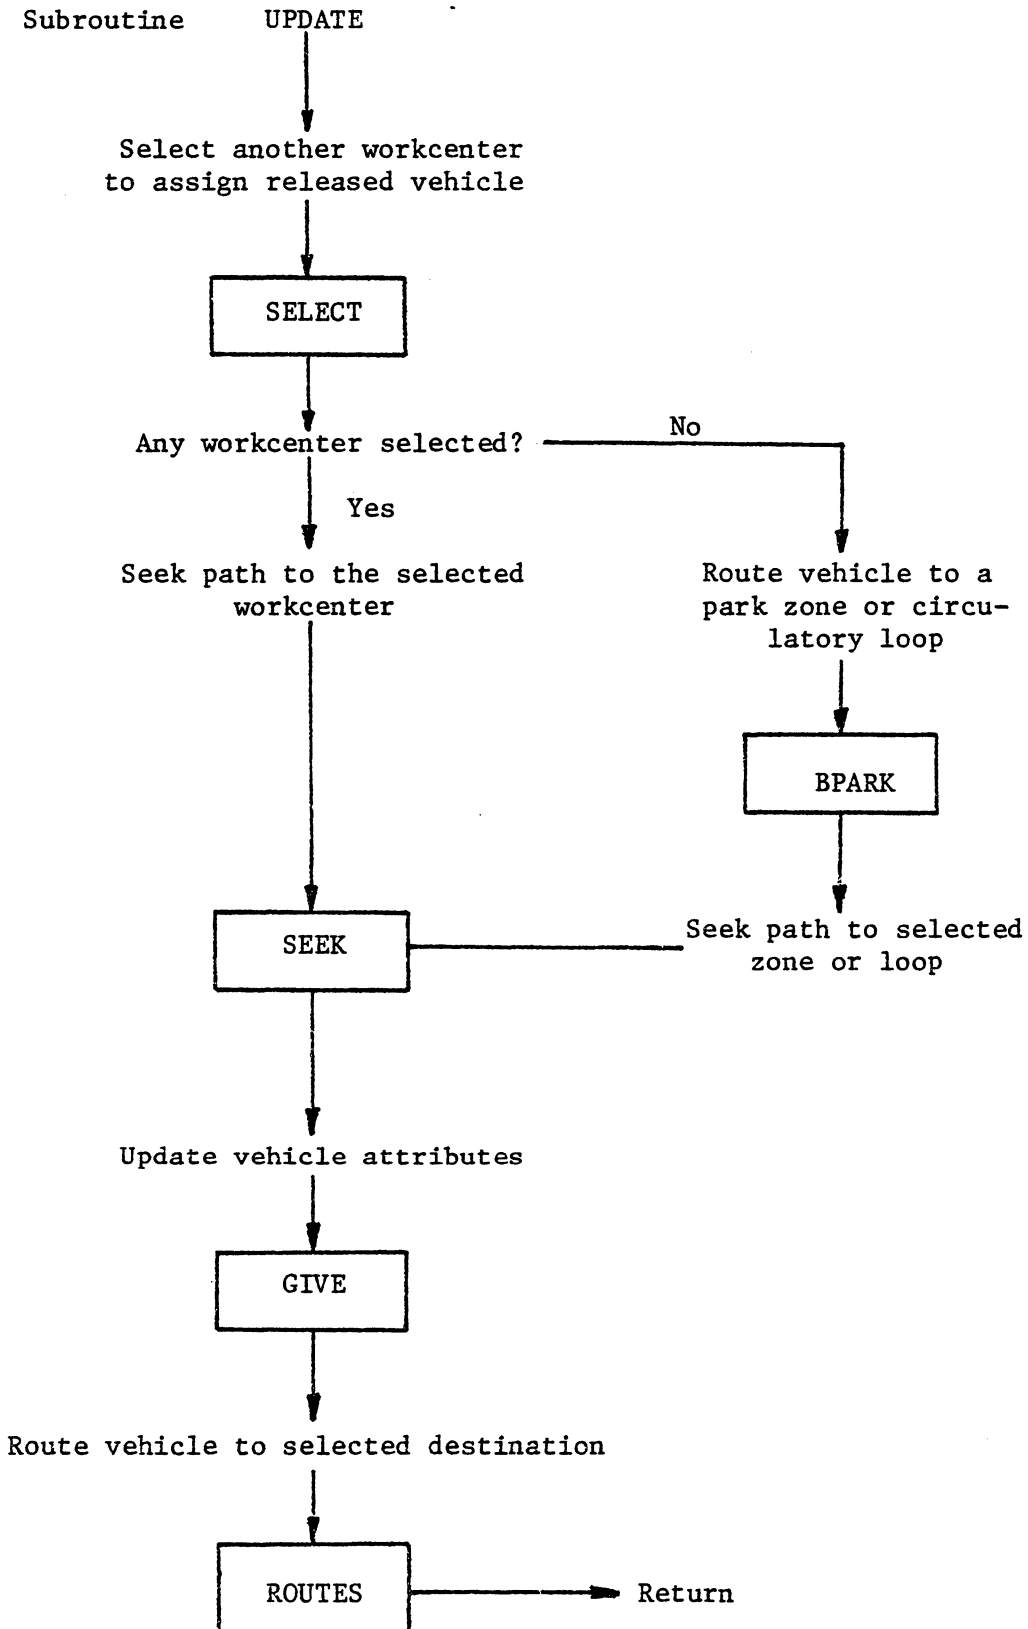 Subroutine UPDATE
Select another workcenter
to assign released vehicle
SELECT
Any workcenter selected?
No
Yes
Seek path to the selected
workcenter
Route vehicle to a
park zone or circu-
latory loop
BPARK
SEEK
Seek path to selected
zone or loop
Update vehicle attributes
GIVE
Route vehicle to selected destination
ROUTES
Return